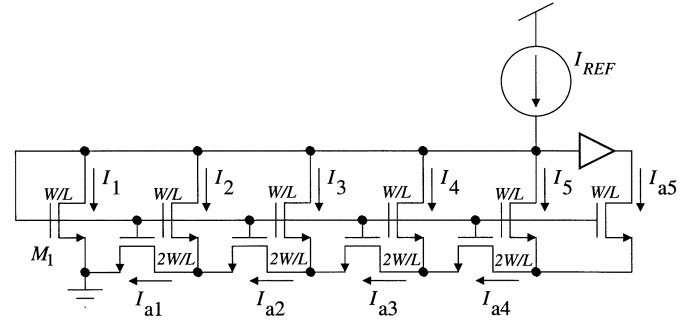 I_REF
I_1 I_2 I_3 I_4 I_5 I_a5
W/L W/L W/L W/L W/L W/L
M_1 2W/L 2W/L 2W/L 2W/L
I_a1 I_a2 I_a3 I_a4